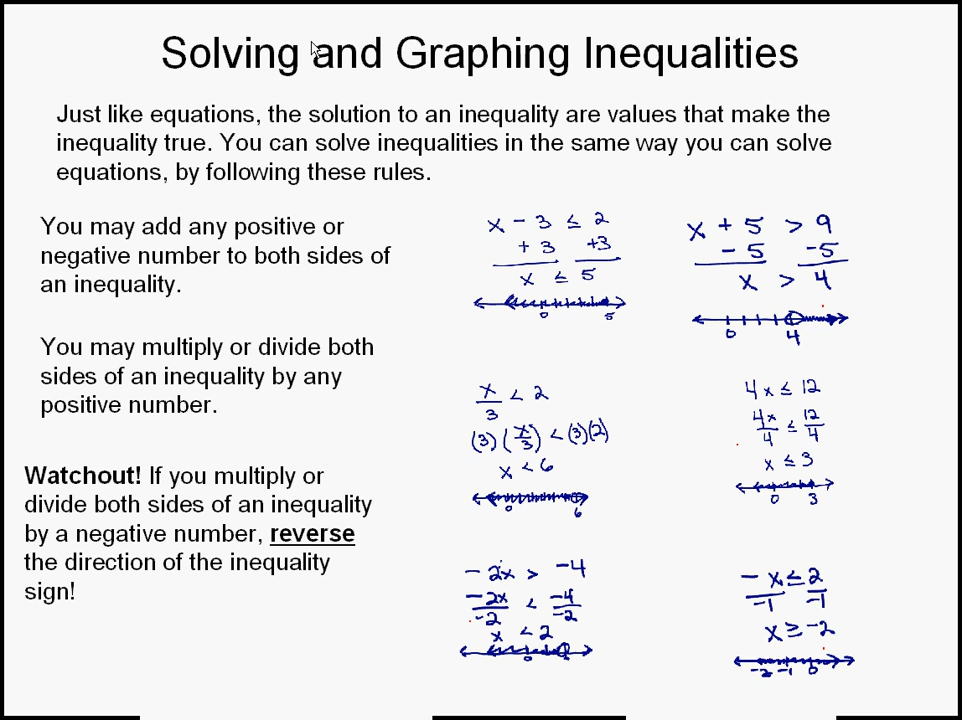 Solving and Graphing Inequalities
Just like equations, the solution to an inequality are values that make the
inequality true. You can solve inequalities in the same way you can solve
equations, by following these rules.
You may add any positive or
negative number to both sides of
an inequality.
x - 3 ≤ 2
+ 3 +3
x ≤ 5
0 5
x + 5 > 9
- 5 -5
x > 4
0 4
You may multiply or divide both
sides of an inequality by any
positive number.
x/3 < 2
(3)(x/3) < (3)(2)
x < 6
0 6
4x ≤ 12
4x/4 ≤ 12/4
x ≤ 3
0 3
Watchout! If you multiply or
divide both sides of an inequality
by a negative number, reverse
the direction of the inequality
sign!
-2x > -4
-2x/-2 < -4/-2
x < 2
0 2
-x ≤ 2
-1 -1
x ≥ -2
-2 -1 0